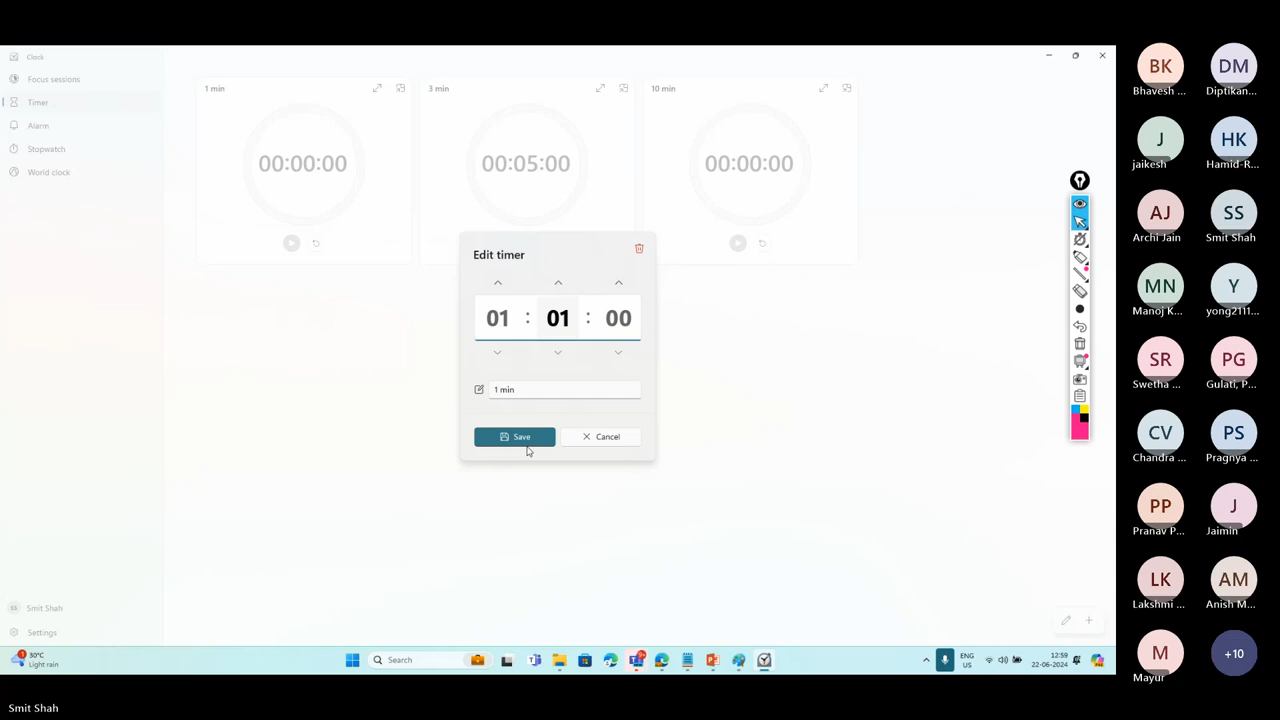 Clock
Focus sessions
Timer
Alarm
Stopwatch
World clock
1 min
00:00:00
3 min
00:05:00
10 min
00:00:00
Edit timer
01 : 01 : 00
1 min
Save
Cancel
SS Smit Shah
Settings
1
30°C
Light rain
Search
9+
ENG
US
12:59
22-06-2024
BK
Bhavesh ...
DM
Diptikan...
J
jaikesh
HK
Hamid-R...
AJ
Archi Jain
SS
Smit Shah
MN
Manoj K...
Y
yong2111...
SR
Swetha ...
PG
Gulati, P...
CV
Chandra ...
PS
Pragnya ...
PP
Pranav P...
J
Jaimin
LK
Lakshmi ...
AM
Anish M...
M
Mayur
+10
Smit Shah